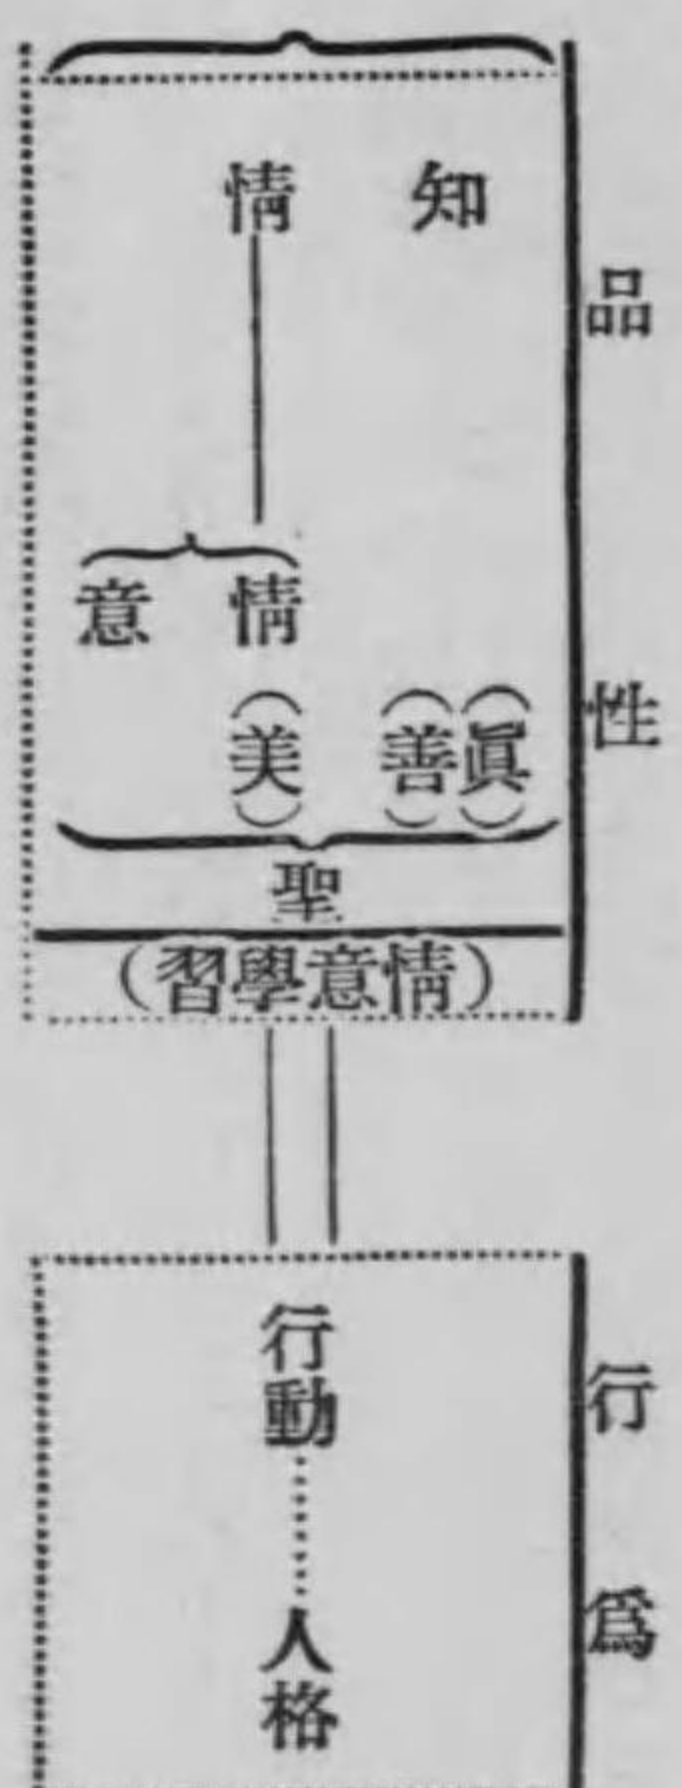 品性
知
情
情
意
（眞）
（善）
（美）
聖
（情意學習）
行爲
行動……人格